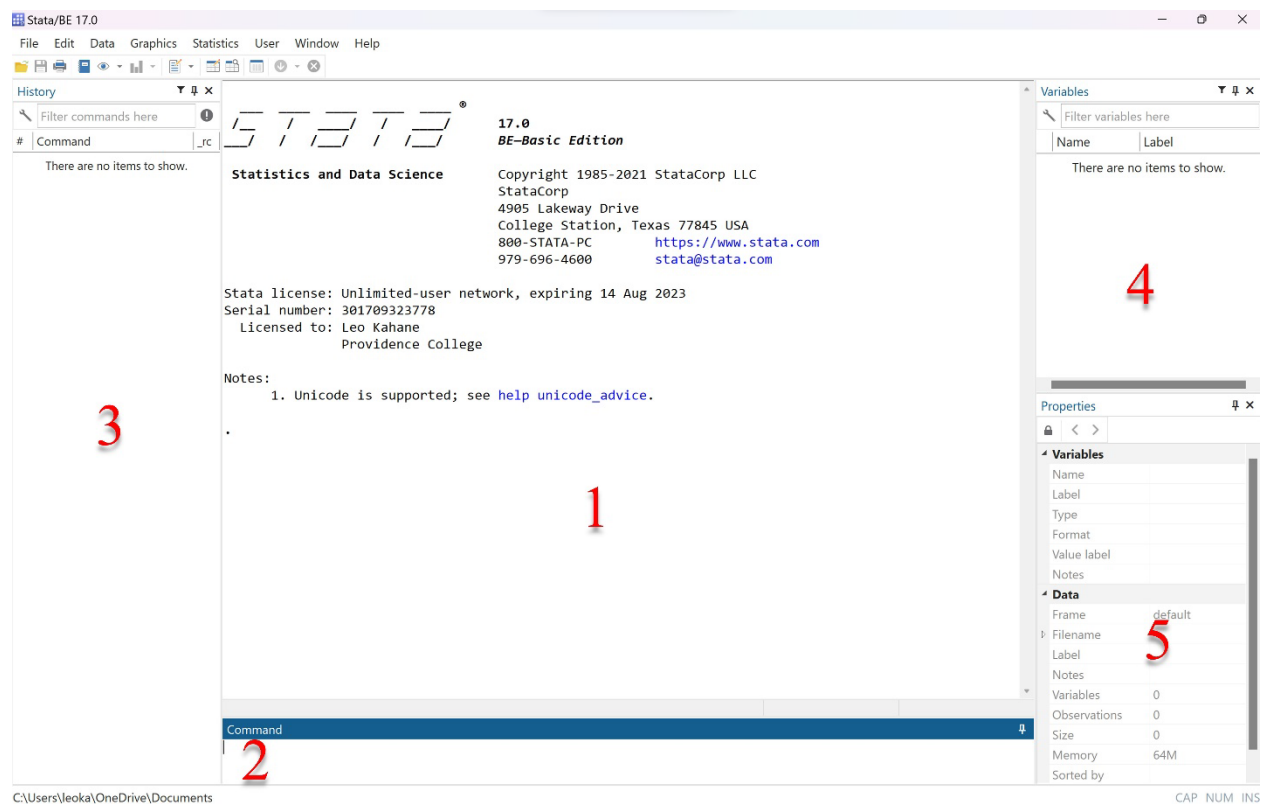 Stata/BE 17.0
File Edit Data Graphics Statistics User Window Help
History
Filter commands here
# Command _rc
There are no items to show.
3
STATA ®
17.0
BE—Basic Edition
Statistics and Data Science Copyright 1985-2021 StataCorp LLC
StataCorp
4905 Lakeway Drive
College Station, Texas 77845 USA
800-STATA-PC https://www.stata.com
979-696-4600 stata@stata.com
Stata license: Unlimited-user network, expiring 14 Aug 2023
Serial number: 301709323778
Licensed to: Leo Kahane
Providence College
Notes:
1. Unicode is supported; see help unicode_advice.
.
1
Command
2
Variables
Filter variables here
Name Label
There are no items to show.
4
Properties
Variables
Name
Label
Type
Format
Value label
Notes
Data
Frame default
Filename
5
Label
Notes
Variables 0
Observations 0
Size 0
Memory 64M
Sorted by
C:\Users\leoka\OneDrive\Documents
CAP NUM INS